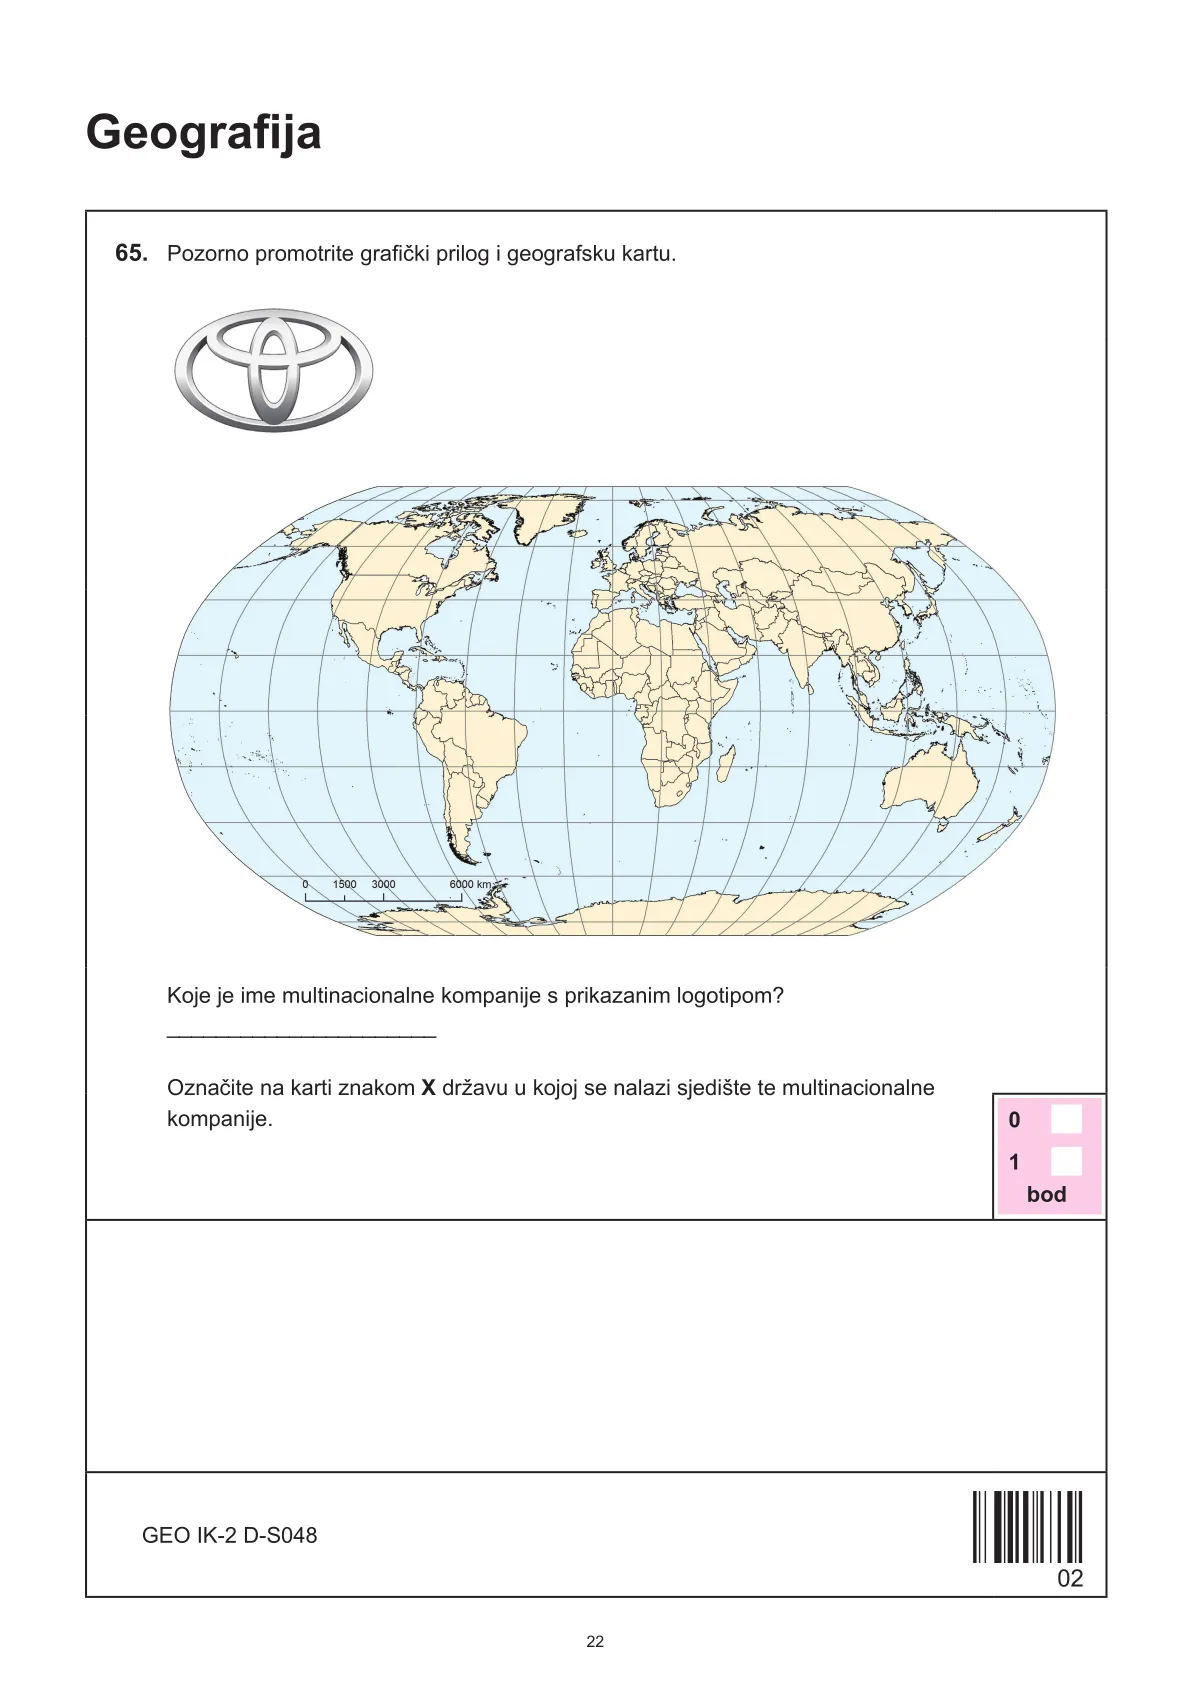 Geografija
65. Pozorno promotrite grafički prilog i geografsku kartu.
0 1500 3000 6000 km
Koje je ime multinacionalne kompanije s prikazanim logotipom?
______________________
Označite na karti znakom X državu u kojoj se nalazi sjedište te multinacionalne
kompanije.
0
1
bod
GEO IK-2 D-S048
02
22